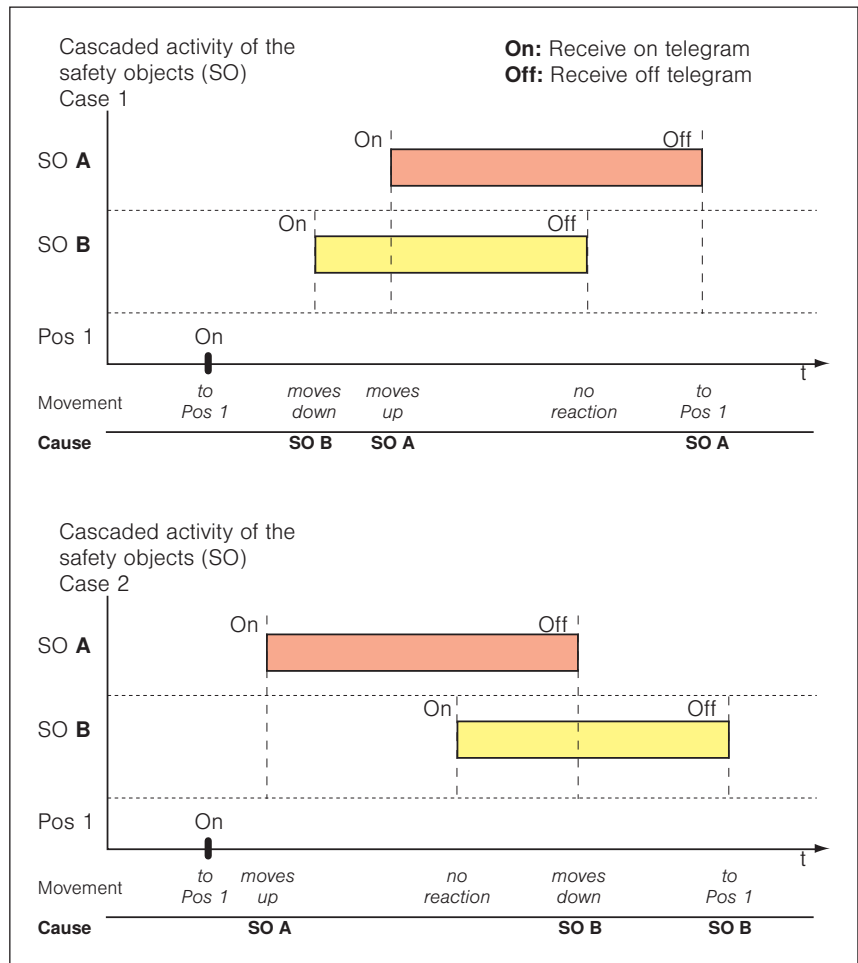 Cascaded activity of the
safety objects (SO)
Case 1
On: Receive on telegram
Off: Receive off telegram
On Off
SO A
On Off
SO B
Pos 1 On
t
Movement to Pos 1 moves down moves up no reaction to Pos 1
Cause SO B SO A SO A
Cascaded activity of the
safety objects (SO)
Case 2
On Off
SO A
On Off
SO B
Pos 1 On
t
Movement to Pos 1 moves up no reaction moves down to Pos 1
Cause SO A SO B SO B